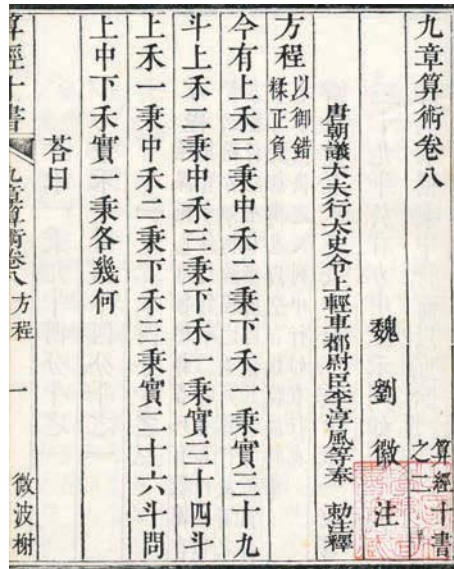 九章算術卷八 算經十書之二
魏劉徽注
唐朝議大夫行太史令上輕車都尉臣李淳風等奉 勑注釋
方程 以御錯糅正負
今有上禾三秉中禾二秉下禾一秉實三十九
斗上禾二秉中禾三秉下禾一秉實三十四斗
上禾一秉中禾二秉下禾三秉實二十六斗問
上中下禾實一秉各幾何
荅曰
算經十書 九章算術卷八 方程 一 微波榭